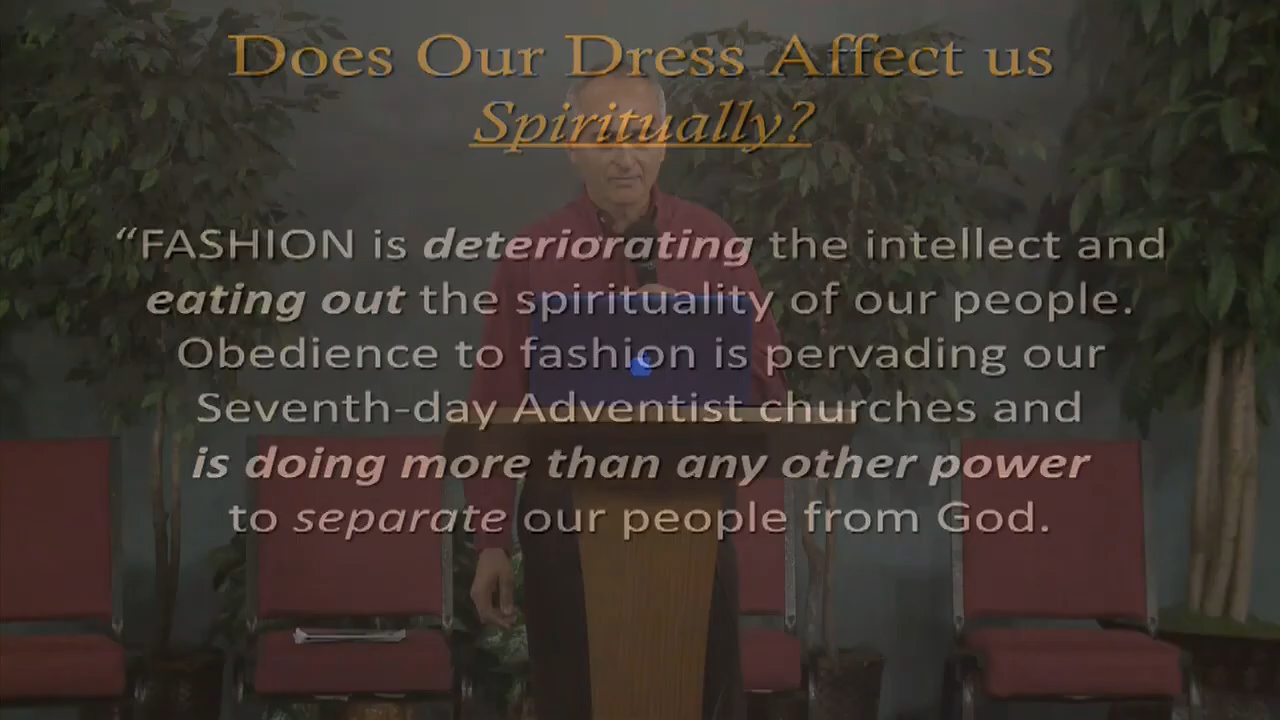 Does Our Dress Affect us
Spiritually?
“FASHION is deteriorating the intellect and
eating out the spirituality of our people.
Obedience to fashion is pervading our
Seventh-day Adventist churches and
is doing more than any other power
to separate our people from God.